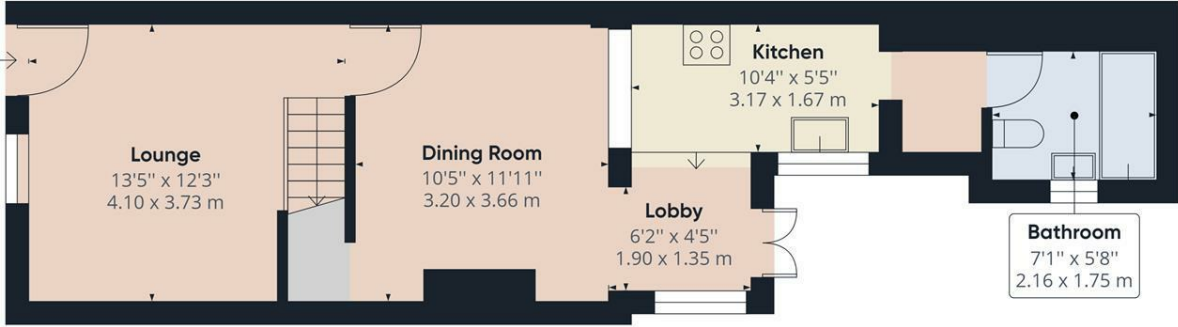 Lounge
13'5" x 12'3"
4.10 x 3.73 m
Dining Room
10'5" x 11'11"
3.20 x 3.66 m
Kitchen
10'4" x 5'5"
3.17 x 1.67 m
Lobby
6'2" x 4'5"
1.90 x 1.35 m
Bathroom
7'1" x 5'8"
2.16 x 1.75 m